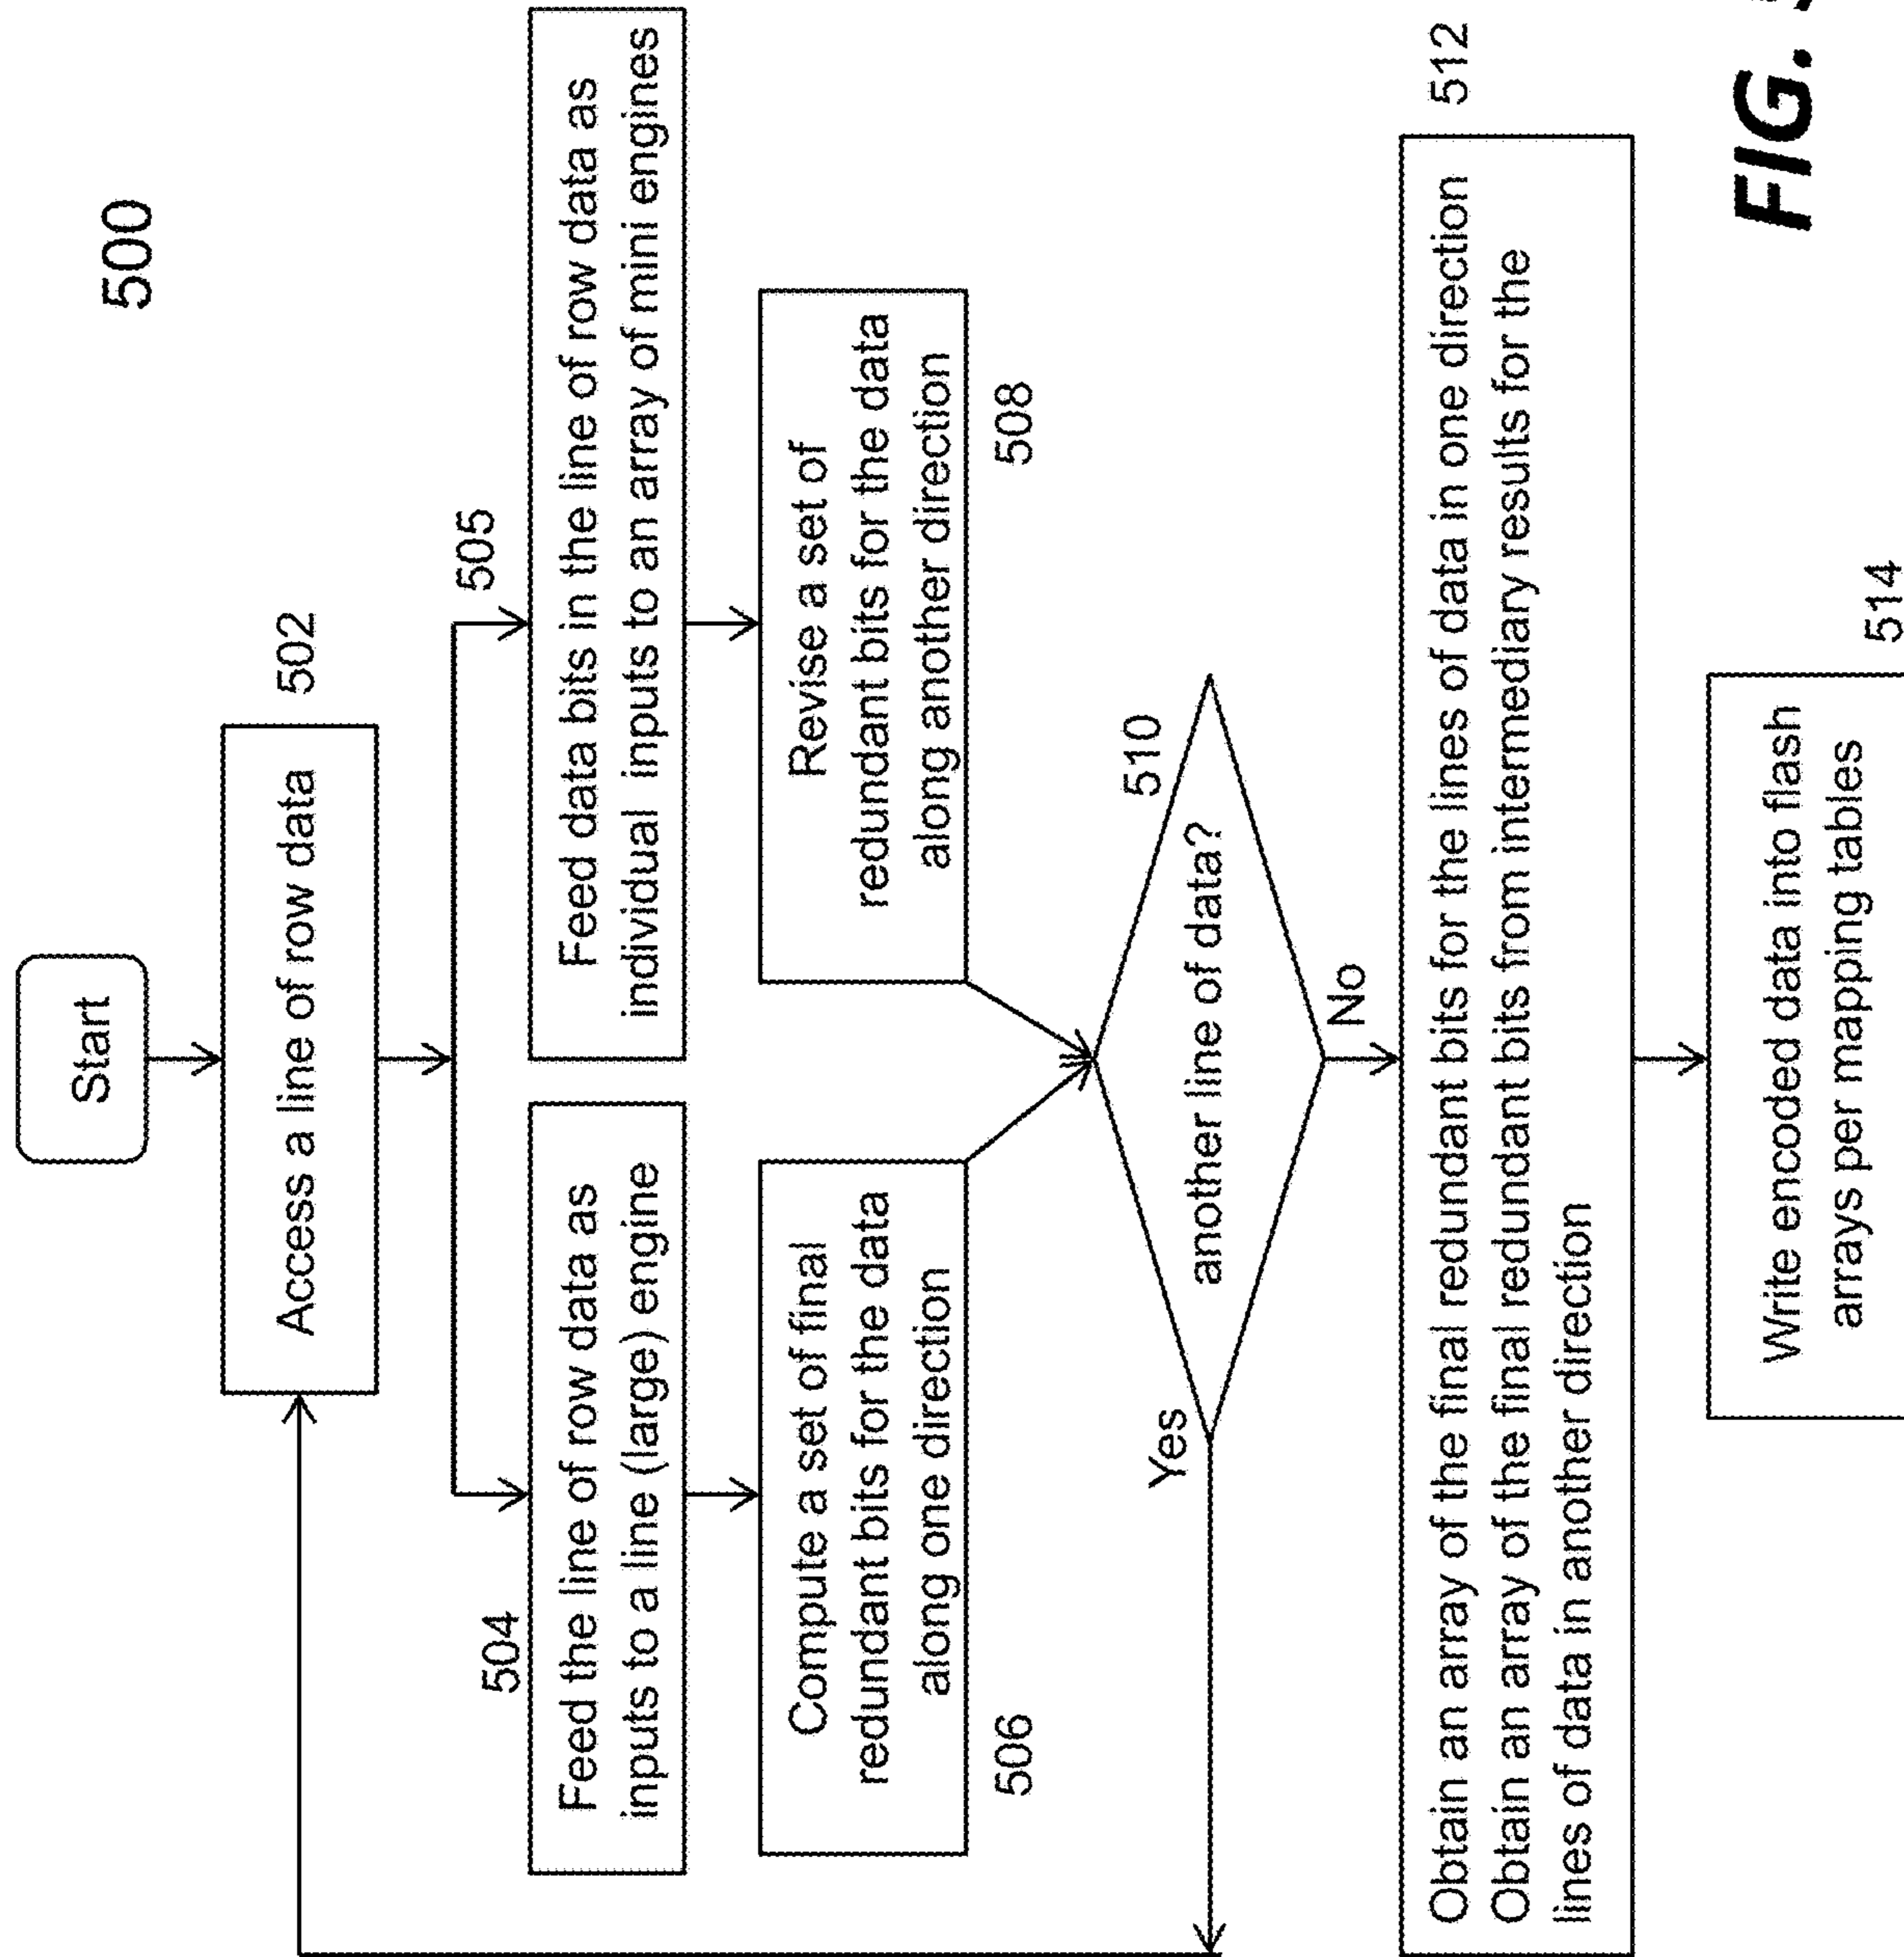 500
Start
Access a line of row data
502
504
505
Feed the line of row data as
inputs to a line (large) engine
Feed data bits in the line of row data as
individual inputs to an array of mini engines
Compute a set of final
redundant bits for the data
along one direction
506
Revise a set of
redundant bits for the data
along another direction
508
510
another line of data?
Yes
No
512
Obtain an array of the final redundant bits for the lines of data in one direction
Obtain an array of the final redundant bits from intermediary results for the
lines of data in another direction
514
Write encoded data into flash
arrays per mapping tables
FIG.